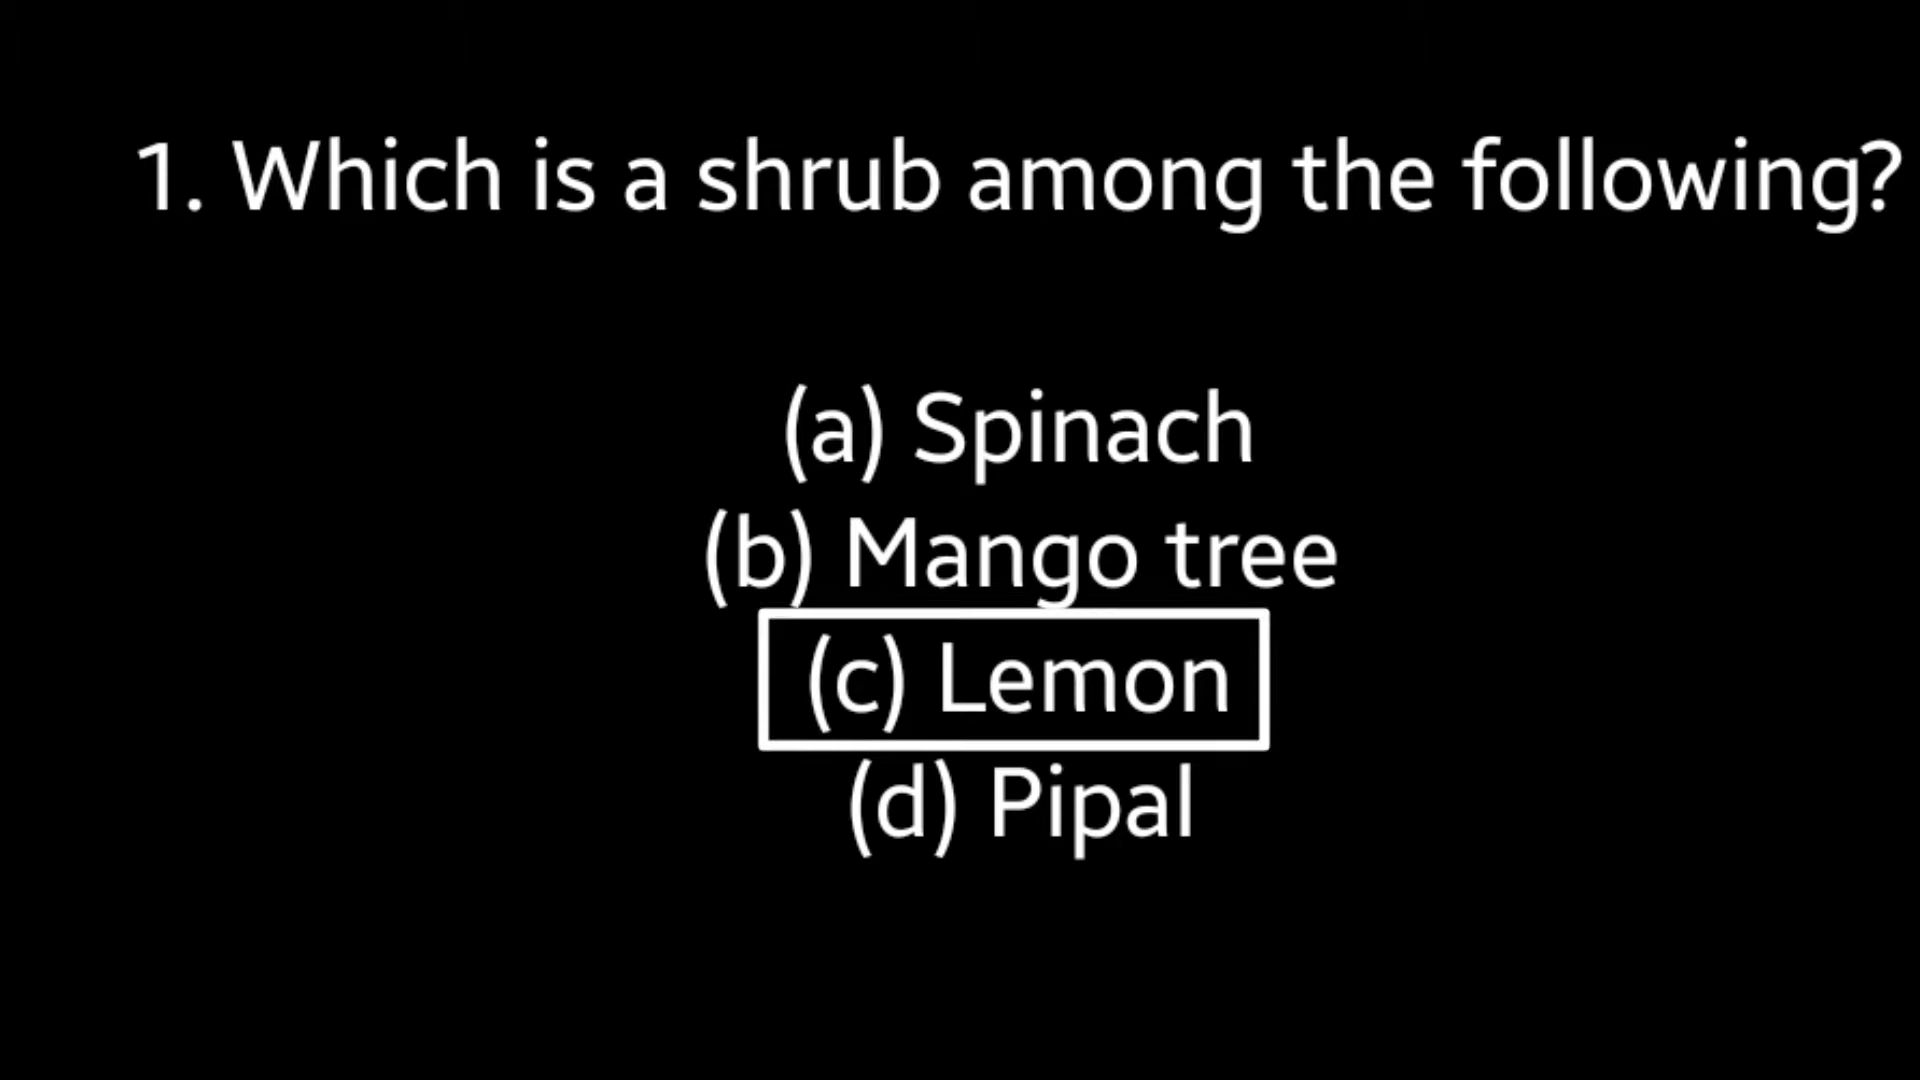 1. Which is a shrub among the following?
(a) Spinach
(b) Mango tree
(c) Lemon
(d) Pipal